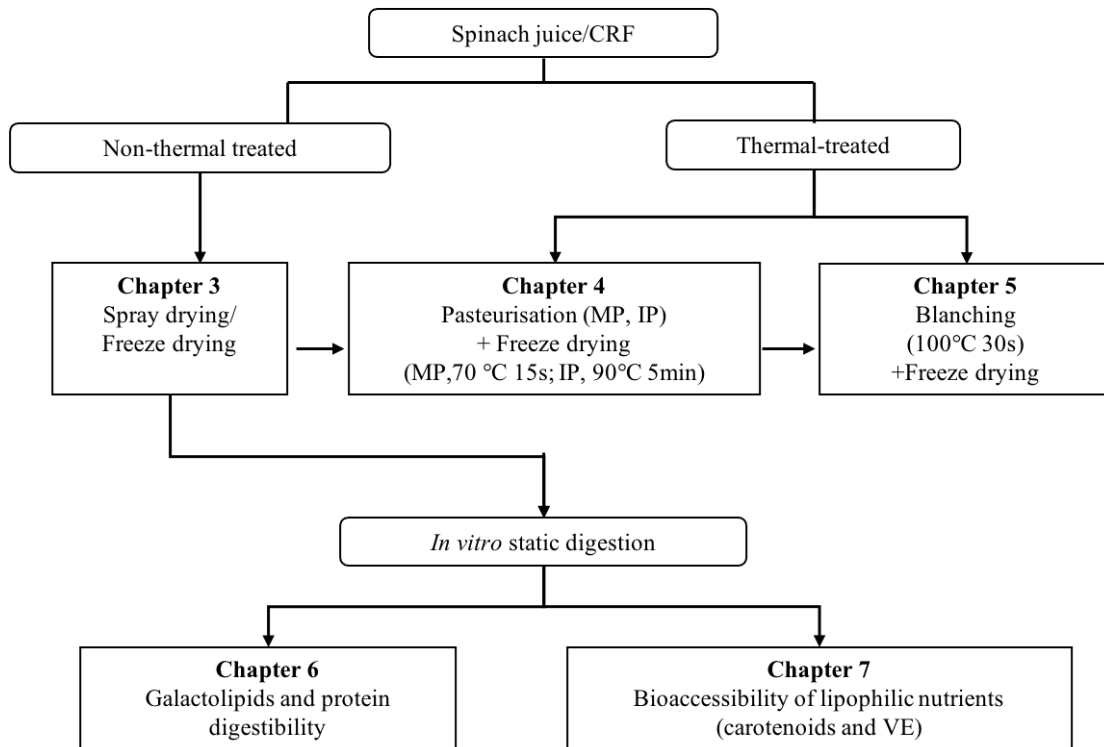 Spinach juice/CRF
Non-thermal treated
Thermal-treated
Chapter 3
Spray drying/
Freeze drying
Chapter 4
Pasteurisation (MP, IP)
+ Freeze drying
(MP,70 ℃ 15s; IP, 90℃ 5min)
Chapter 5
Blanching
(100℃ 30s)
+Freeze drying
In vitro static digestion
Chapter 6
Galactolipids and protein
digestibility
Chapter 7
Bioaccessibility of lipophilic nutrients
(carotenoids and VE)